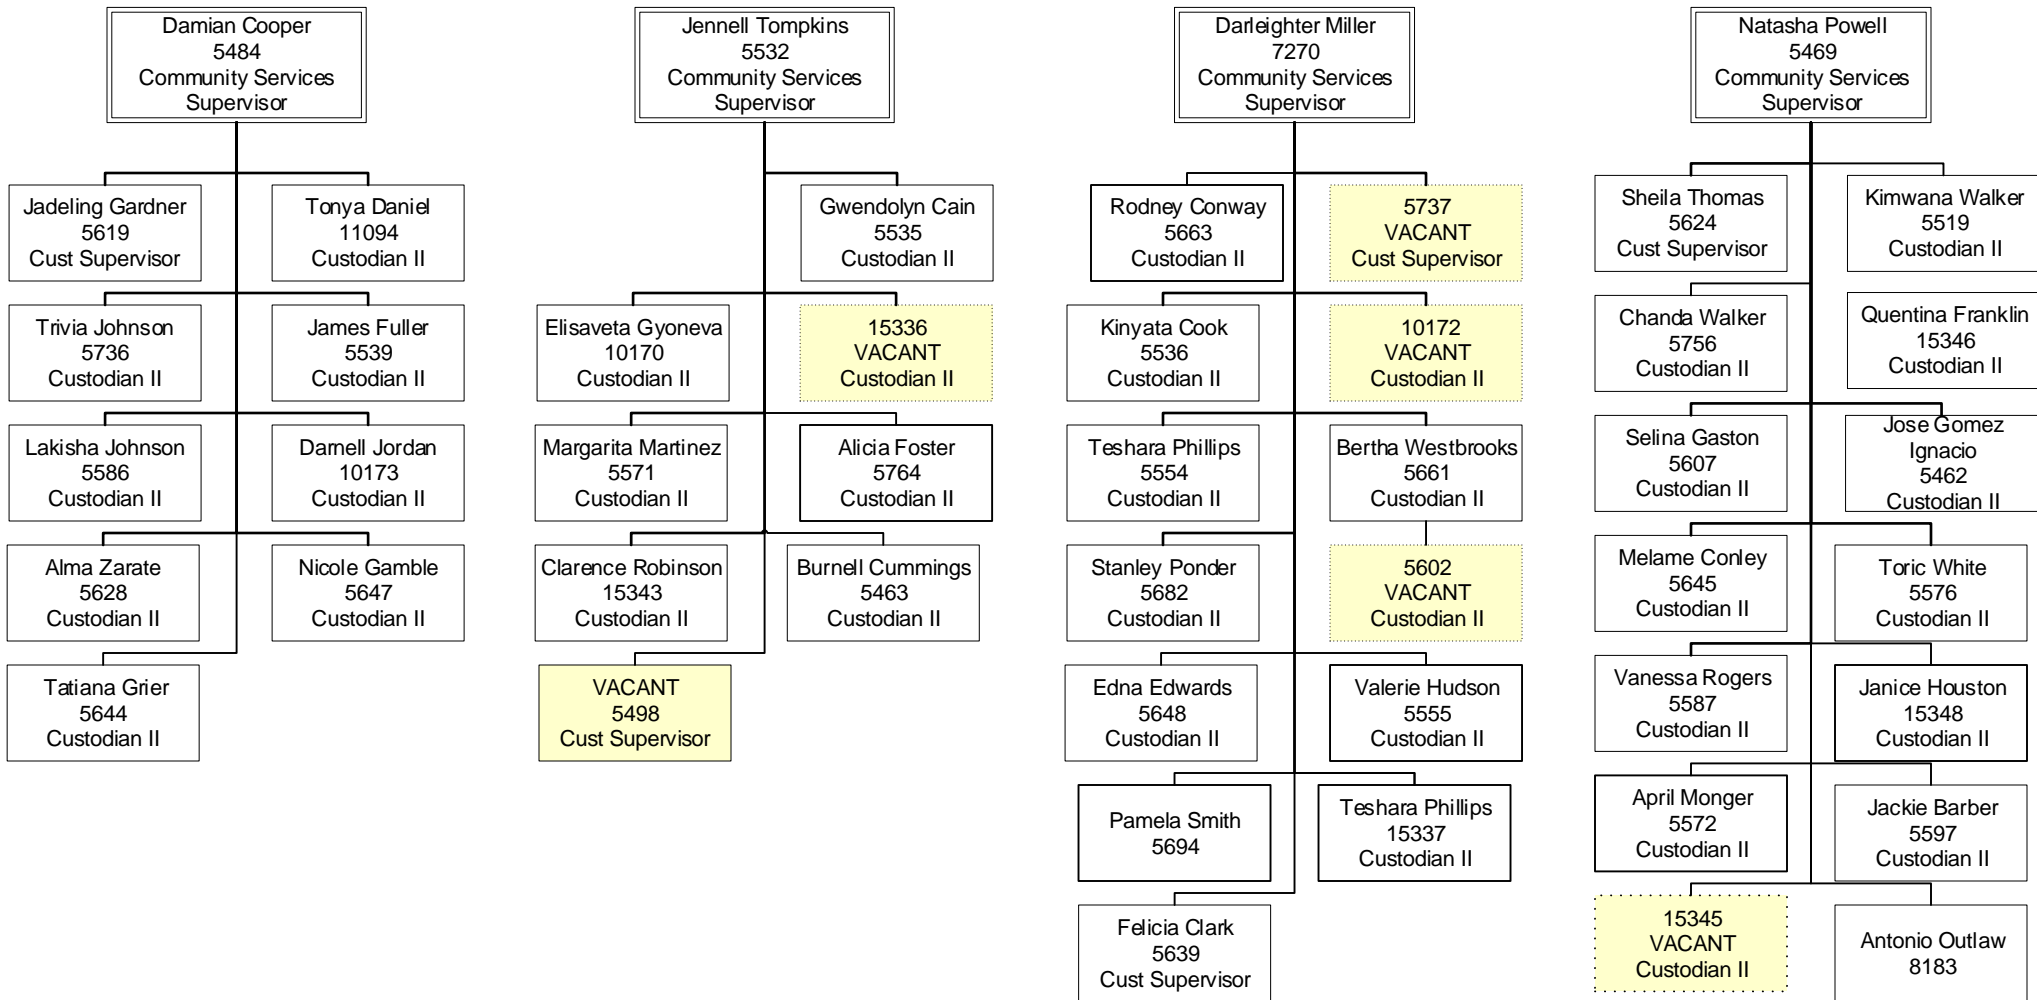 Damian Cooper
5484
Community Services
Supervisor
Jadeling Gardner
5619
Cust Supervisor
Tonya Daniel
11094
Custodian II
Trivia Johnson
5736
Custodian II
James Fuller
5539
Custodian II
Lakisha Johnson
5586
Custodian II
Darnell Jordan
10173
Custodian II
Alma Zarate
5628
Custodian II
Nicole Gamble
5647
Custodian II
Tatiana Grier
5644
Custodian II
Jennell Tompkins
5532
Community Services
Supervisor
Gwendolyn Cain
5535
Custodian II
Elisaveta Gyoneva
10170
Custodian II
15336
VACANT
Custodian II
Margarita Martinez
5571
Custodian II
Alicia Foster
5764
Custodian II
Clarence Robinson
15343
Custodian II
Burnell Cummings
5463
Custodian II
VACANT
5498
Cust Supervisor
Darleighter Miller
7270
Community Services
Supervisor
Rodney Conway
5663
Custodian II
5737
VACANT
Cust Supervisor
Kinyata Cook
5536
Custodian II
10172
VACANT
Custodian II
Teshara Phillips
5554
Custodian II
Bertha Westbrooks
5661
Custodian II
Stanley Ponder
5682
Custodian II
5602
VACANT
Custodian II
Edna Edwards
5648
Custodian II
Valerie Hudson
5555
Custodian II
Pamela Smith
5694
Teshara Phillips
15337
Custodian II
Felicia Clark
5639
Cust Supervisor
Natasha Powell
5469
Community Services
Supervisor
Sheila Thomas
5624
Cust Supervisor
Kimwana Walker
5519
Custodian II
Chanda Walker
5756
Custodian II
Quentina Franklin
15346
Custodian II
Selina Gaston
5607
Custodian II
Jose Gomez
Ignacio
5462
Custodian II
Melame Conley
5645
Custodian II
Toric White
5576
Custodian II
Vanessa Rogers
5587
Custodian II
Janice Houston
15348
Custodian II
April Monger
5572
Custodian II
Jackie Barber
5597
Custodian II
15345
VACANT
Custodian II
Antonio Outlaw
8183